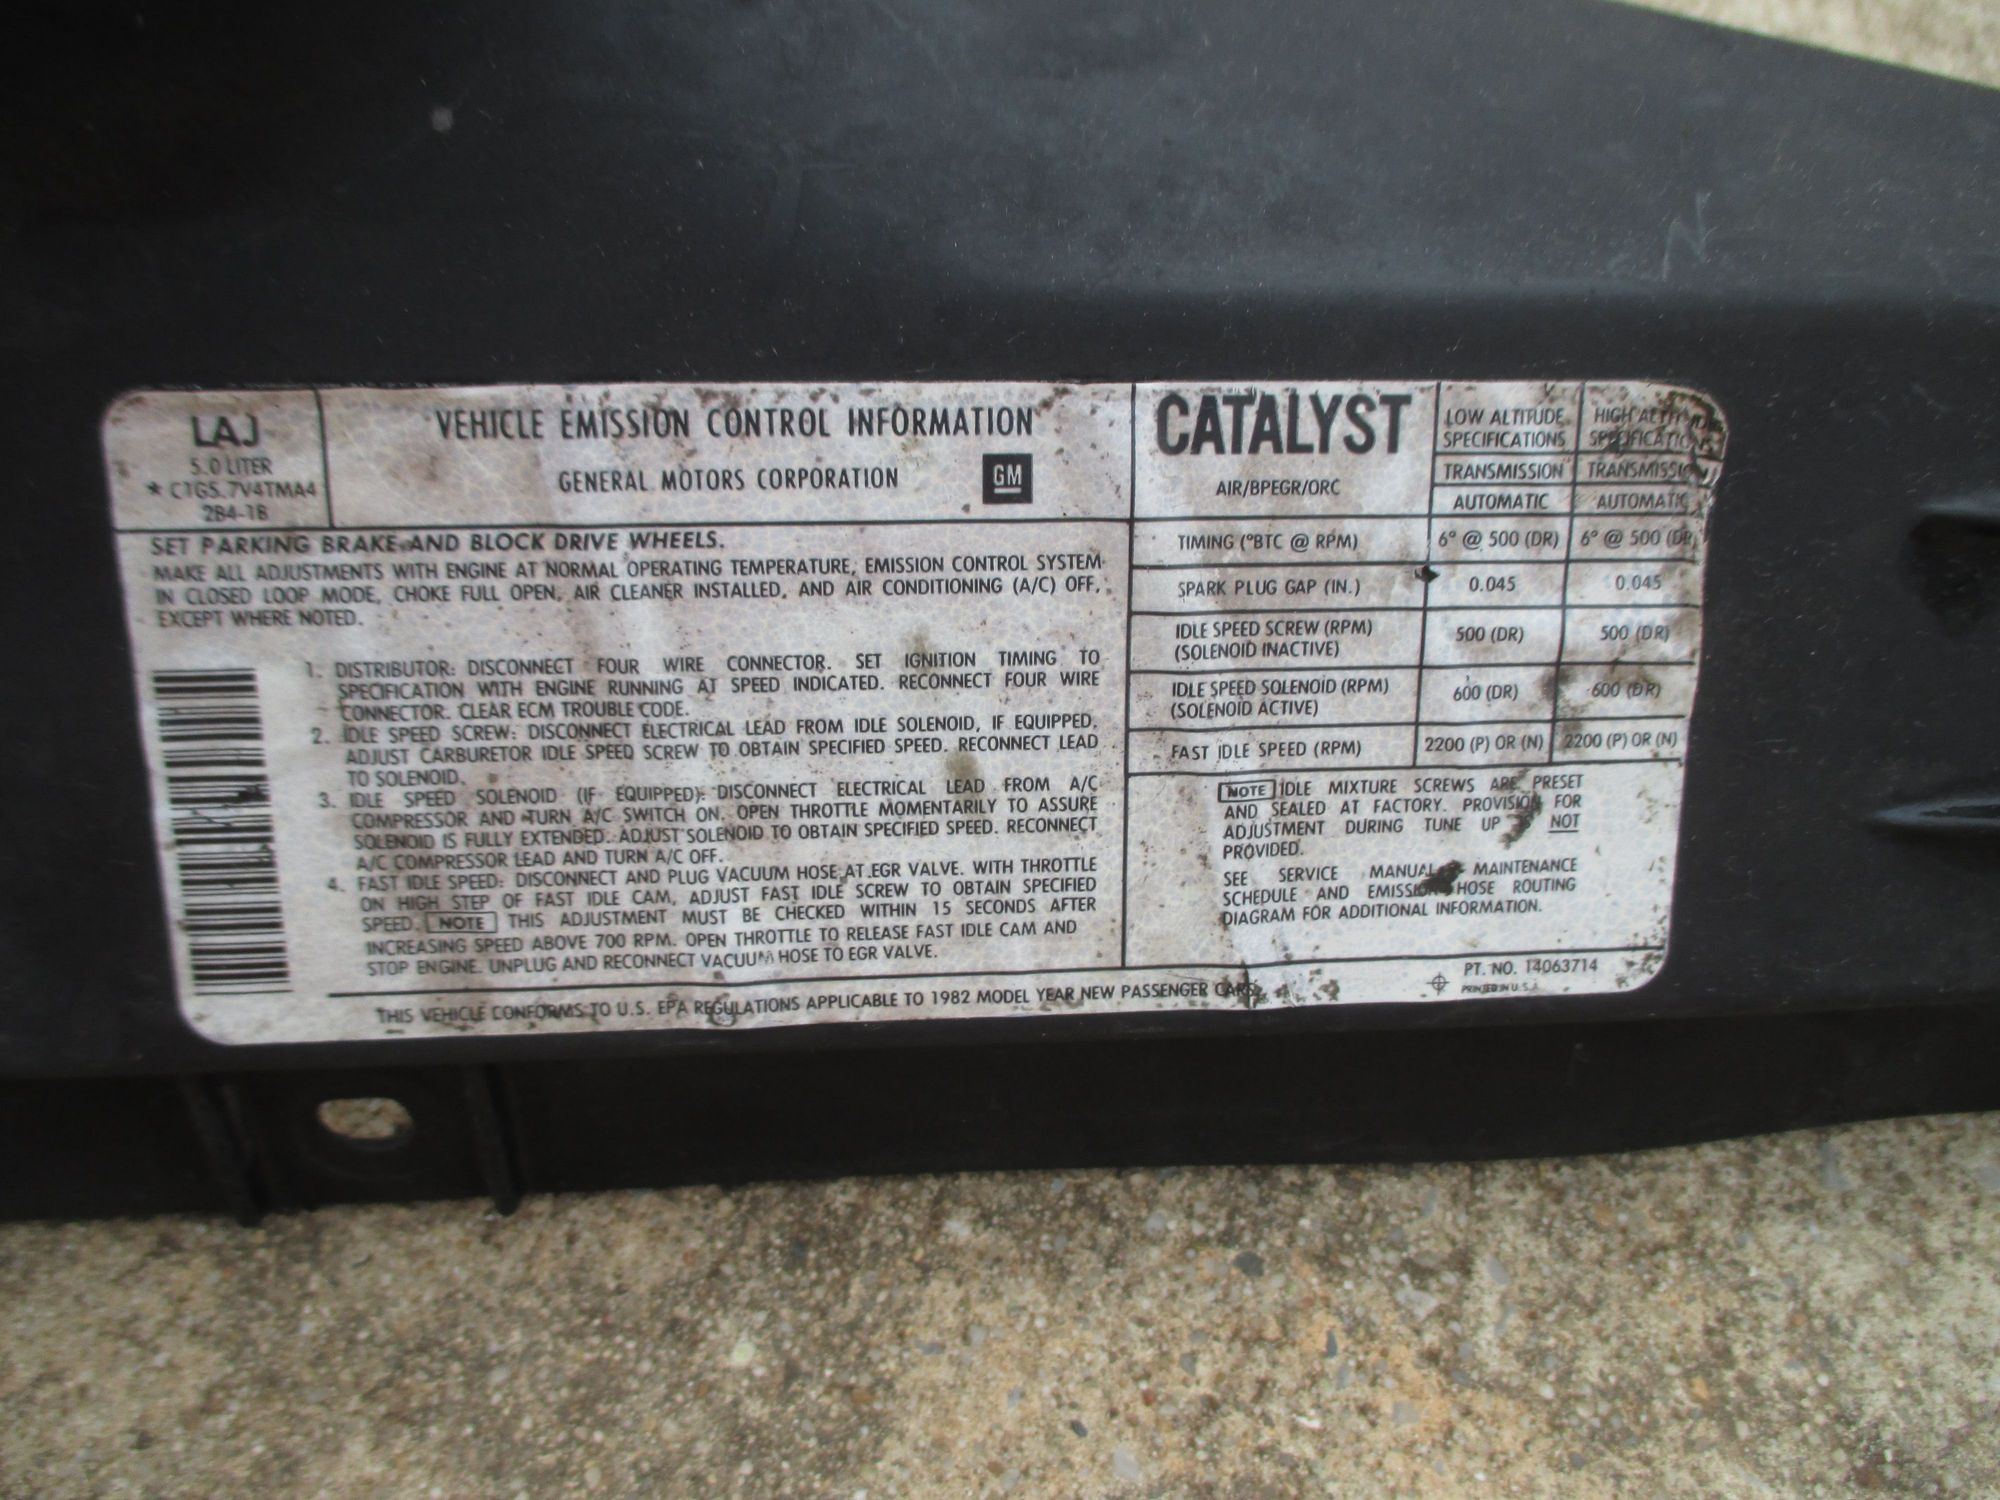 LAJ
5.0 LITER
* C1G5.7V4TMA4
2B4-1B
VEHICLE EMISSION CONTROL INFORMATION
GENERAL MOTORS CORPORATION
GM
SET PARKING BRAKE AND BLOCK DRIVE WHEELS.
MAKE ALL ADJUSTMENTS WITH ENGINE AT NORMAL OPERATING TEMPERATURE, EMISSION CONTROL SYSTEM
IN CLOSED LOOP MODE, CHOKE FULL OPEN, AIR CLEANER INSTALLED, AND AIR CONDITIONING (A/C) OFF,
EXCEPT WHERE NOTED.
1. DISTRIBUTOR: DISCONNECT FOUR WIRE CONNECTOR. SET IGNITION TIMING TO
SPECIFICATION WITH ENGINE RUNNING AT SPEED INDICATED. RECONNECT FOUR WIRE
CONNECTOR. CLEAR ECM TROUBLE CODE.
2. IDLE SPEED SCREW: DISCONNECT ELECTRICAL LEAD FROM IDLE SOLENOID, IF EQUIPPED.
ADJUST CARBURETOR IDLE SPEED SCREW TO OBTAIN SPECIFIED SPEED. RECONNECT LEAD
TO SOLENOID.
3. IDLE SPEED SOLENOID (IF EQUIPPED): DISCONNECT ELECTRICAL LEAD FROM A/C
COMPRESSOR AND TURN A/C SWITCH ON. OPEN THROTTLE MOMENTARILY TO ASSURE
SOLENOID IS FULLY EXTENDED. ADJUST SOLENOID TO OBTAIN SPECIFIED SPEED. RECONNECT
A/C COMPRESSOR LEAD AND TURN A/C OFF.
4. FAST IDLE SPEED: DISCONNECT AND PLUG VACUUM HOSE AT EGR VALVE. WITH THROTTLE
ON HIGH STEP OF FAST IDLE CAM, ADJUST FAST IDLE SCREW TO OBTAIN SPECIFIED
SPEED. NOTE THIS ADJUSTMENT MUST BE CHECKED WITHIN 15 SECONDS AFTER
INCREASING SPEED ABOVE 700 RPM. OPEN THROTTLE TO RELEASE FAST IDLE CAM AND
STOP ENGINE. UNPLUG AND RECONNECT VACUUM HOSE TO EGR VALVE.
THIS VEHICLE CONFORMS TO U.S. EPA REGULATIONS APPLICABLE TO 1982 MODEL YEAR NEW PASSENGER CARS.
CATALYST
AIR/BPEGR/ORC
LOW ALTITUDE SPECIFICATIONS
HIGH ALTITUDE SPECIFICATIONS
TRANSMISSION TRANSMISSION
AUTOMATIC AUTOMATIC
TIMING (°BTC @ RPM) 6° @ 500 (DR) 6° @ 500 (DR)
SPARK PLUG GAP (IN.) 0.045 0.045
IDLE SPEED SCREW (RPM) 500 (DR) 500 (DR)
(SOLENOID INACTIVE)
IDLE SPEED SOLENOID (RPM) 600 (DR) 600 (DR)
(SOLENOID ACTIVE)
FAST IDLE SPEED (RPM) 2200 (P) OR (N) 2200 (P) OR (N)
NOTE IDLE MIXTURE SCREWS ARE PRESET
AND SEALED AT FACTORY. PROVISION FOR
ADJUSTMENT DURING TUNE UP IS NOT
PROVIDED.
SEE SERVICE MANUAL MAINTENANCE
SCHEDULE AND EMISSION HOSE ROUTING
DIAGRAM FOR ADDITIONAL INFORMATION.
PT. NO. 14063714
PRINTED IN U.S.A.